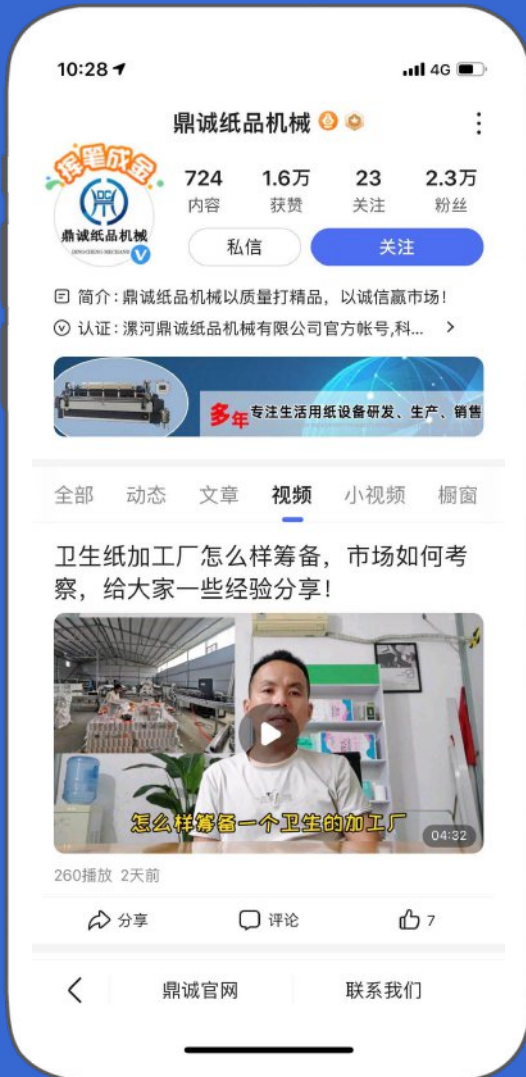 10:28
4G
鼎诚纸品机械
挥笔成金
鼎诚纸品机械
724 1.6万 23 2.3万
内容 获赞 关注 粉丝
私信 关注
简介:鼎诚纸品机械以质量打精品，以诚信赢市场!
认证:漯河鼎诚纸品机械有限公司官方帐号,科... >
多年专注生活用纸设备研发、生产、销售
全部 动态 文章 视频 小视频 橱窗
卫生纸加工厂怎么样筹备，市场如何考
察，给大家一些经验分享!
怎么样筹备一个卫生的加工厂
04:32
260播放 2天前
分享 评论 7
鼎诚官网 联系我们